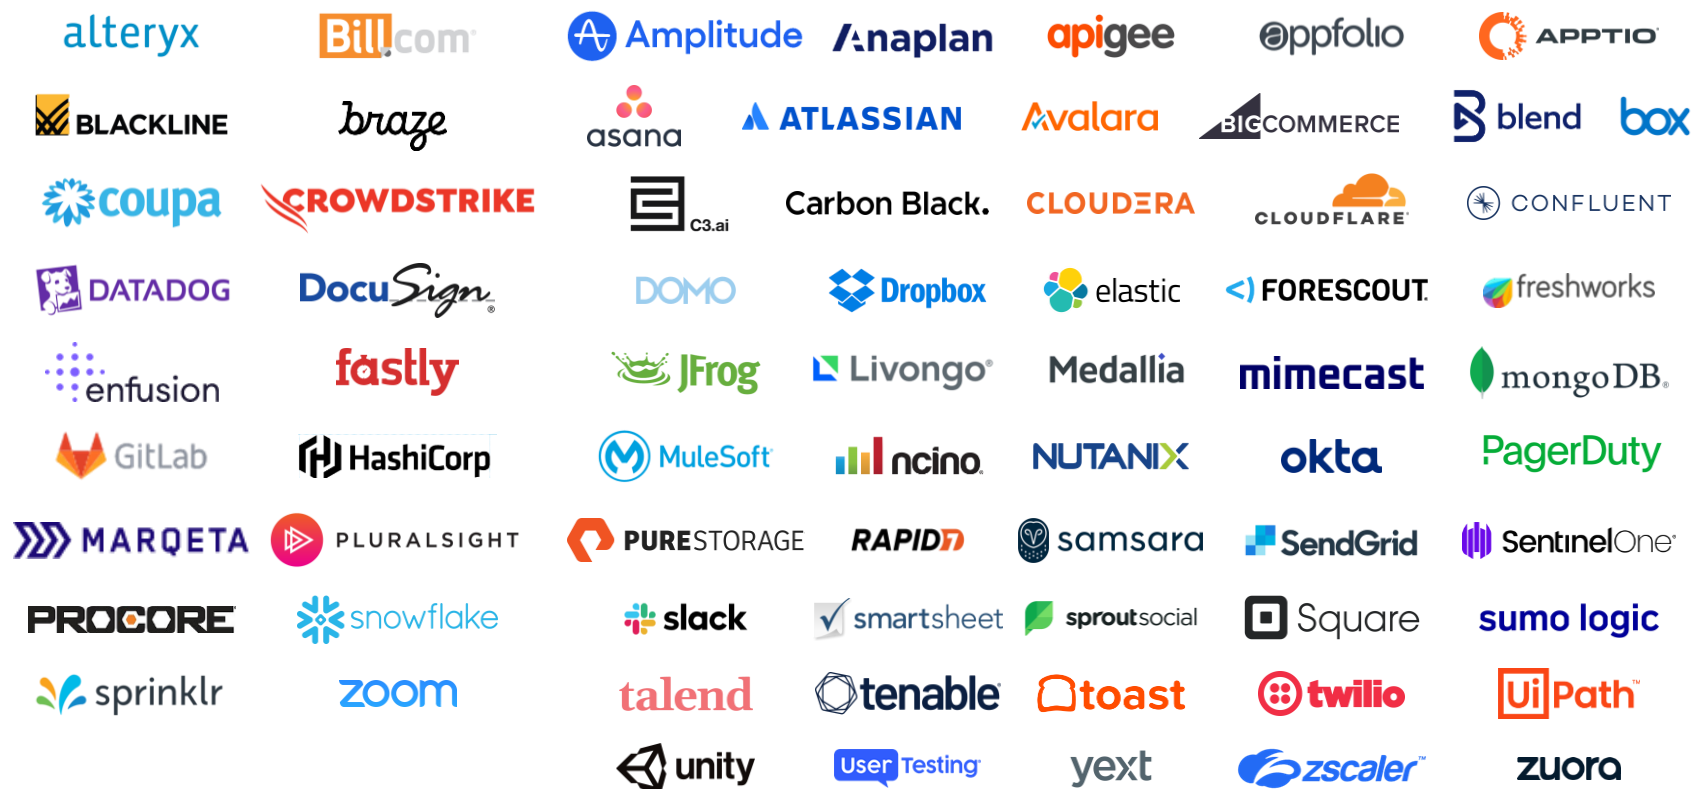 alteryx Bill.com Amplitude Anaplan apigee appfolio APPTIO
BLACKLINE braze asana ATLASSIAN Avalara BIGCOMMERCE blend box
coupa CROWDSTRIKE C3.ai Carbon Black. CLOUDERA CLOUDFLARE CONFLUENT
DATADOG DocuSign® DOMO Dropbox elastic FORESCOUT. freshworks
enfusion fastly JFrog Livongo® Medallia mimecast mongoDB®
GitLab HashiCorp MuleSoft ncino NUTANIX okta PagerDuty
MARQETA PLURALSIGHT PURESTORAGE RAPID7 samsara SendGrid SentinelOne
PROCORE snowflake slack smartsheet sproutsocial Square sumo logic
sprinklr zoom talend tenable toast twilio UiPath™
unity UserTesting yext zscaler™ zuora